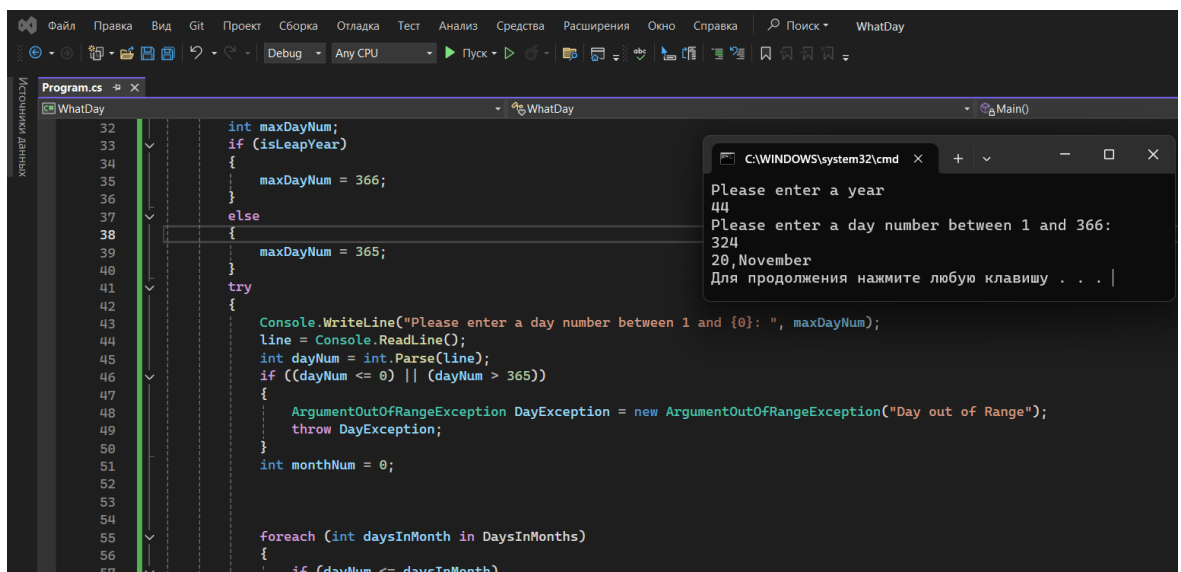 Файл Правка Вид Git Проект Сборка Отладка Тест Анализ Средства Расширения Окно Справка Поиск WhatDay
Debug Any CPU Пуск
Источники данных
Program.cs
C# WhatDay WhatDay Main()
32 int maxDayNum;
33 if (isLeapYear)
34 {
35 maxDayNum = 366;
36 }
37 else
38 {
39 maxDayNum = 365;
40 }
41 try
42 {
43 Console.WriteLine("Please enter a day number between 1 and {0}: ", maxDayNum);
44 line = Console.ReadLine();
45 int dayNum = int.Parse(line);
46 if ((dayNum <= 0) || (dayNum > 365))
47 {
48 ArgumentOutOfRangeException DayException = new ArgumentOutOfRangeException("Day out of Range");
49 throw DayException;
50 }
51 int monthNum = 0;
52
53
54
55 foreach (int daysInMonth in DaysInMonths)
56 {
57 if (dayNum <= daysInMonth)
C:\WINDOWS\system32\cmd
Please enter a year
44
Please enter a day number between 1 and 366:
324
20,November
Для продолжения нажмите любую клавишу . . .